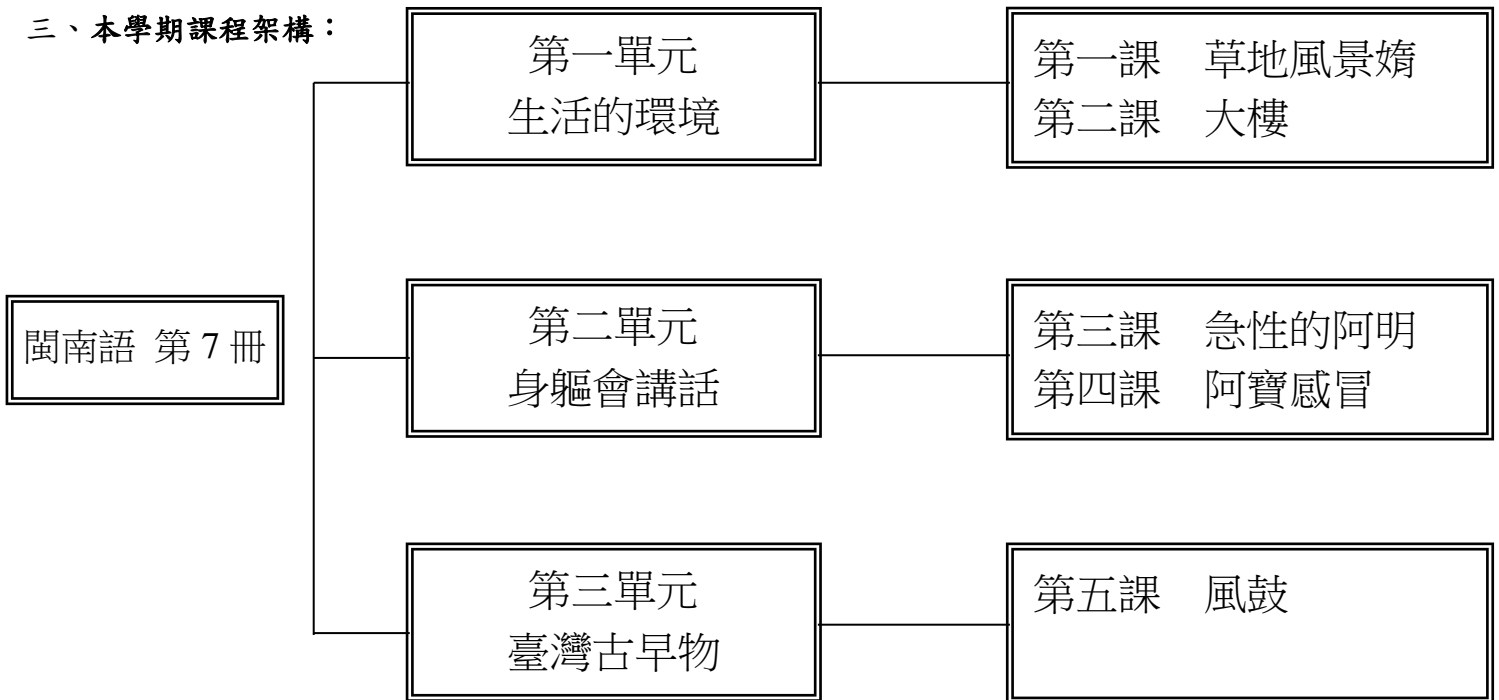 三、本學期課程架構：
第一單元
生活的環境
第一課　草地風景媠
第二課　大樓
閩南語 第 7 冊
第二單元
身軀會講話
第三課　急性的阿明
第四課　阿寶感冒
第三單元
臺灣古早物
第五課　風鼓